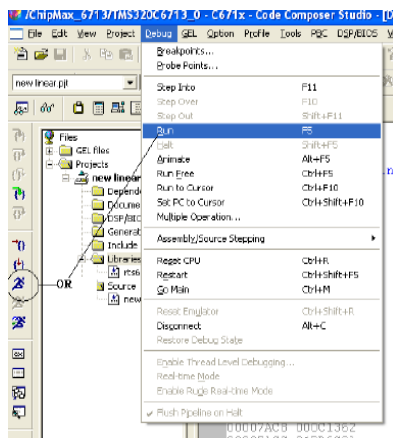 /ChipMax_6713/TMS320C6713_0 - C671x - Code Composer Studio - [D
File Edit View Project Debug GEL Option Profile Tools PBC DSP/BIOS
new linear.pjt
Breakpoints...
Probe Points...
Step Into F11
Step Over F10
Step Out Shift+F11
Run F5
Halt Shift+F5
Animate Alt+F5
Run Free Ctrl+F5
Run to Cursor Ctrl+F10
Set PC to Cursor Ctrl+Shift+F10
Multiple Operation...
Assembly/Source Stepping
Reset CPU Ctrl+R
Restart Ctrl+Shift+F5
Go Main Ctrl+M
Reset Emulator Ctrl+Shift+R
Disconnect Alt+C
Restore Debug State
Enable Thread Level Debugging...
Real-time Mode
Enable Rude Real-time Mode
Flush Pipeline on Halt
Files
GEL files
Projects
new linear
Depend
Docume
DSP/BIO
Generat
Include
Libraries
rts6
Source
new
OR
00007AC8 000C1362